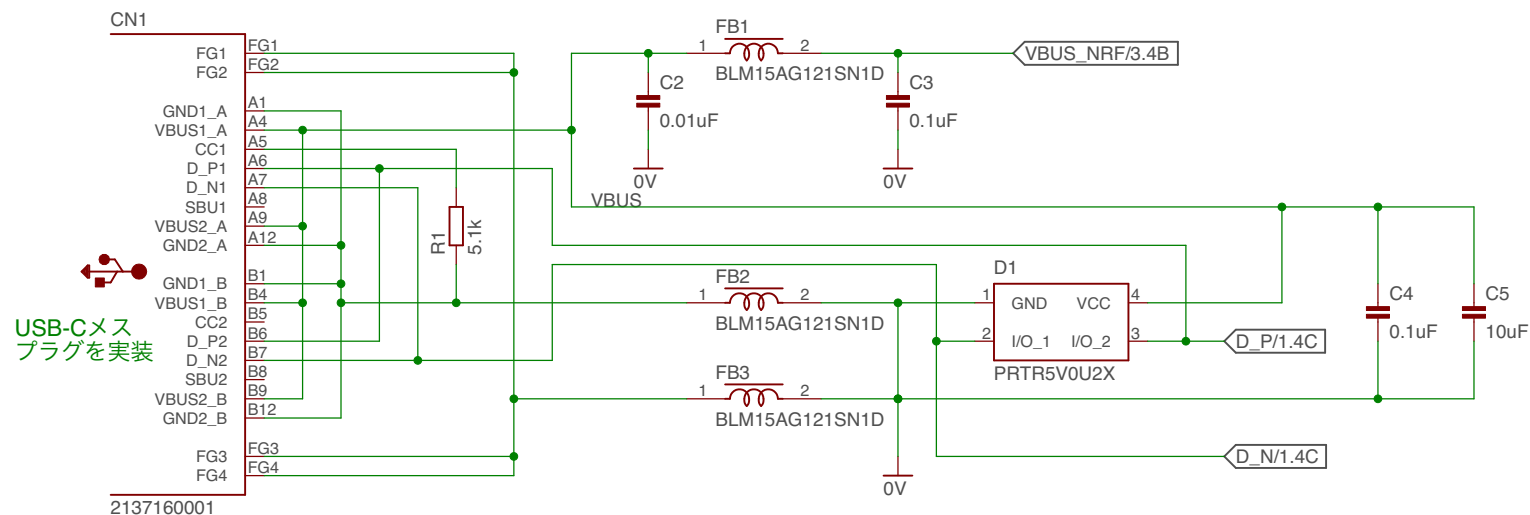 CN1
FG1 FG1
FG2 FG2
GND1_A A1
VBUS1_A A4
CC1 A5
D_P1 A6
D_N1 A7
SBU1 A8
VBUS2_A A9
GND2_A A12
GND1_B B1
VBUS1_B B4
CC2 B5
D_P2 B6
D_N2 B7
SBU2 B8
VBUS2_B B9
GND2_B B12
FG3 FG3
FG4 FG4
2137160001
USB-Cメス
プラグを実装
R1
5.1k
FB1
1 2
BLM15AG121SN1D
C2
0.01uF
0V
C3
0.1uF
0V
VBUS_NRF/3.4B
VBUS
FB2
1 2
BLM15AG121SN1D
FB3
1 2
BLM15AG121SN1D
0V
D1
1 GND VCC 4
2 I/O_1 I/O_2 3
PRTR5V0U2X
D_P/1.4C
D_N/1.4C
C4
0.1uF
C5
10uF